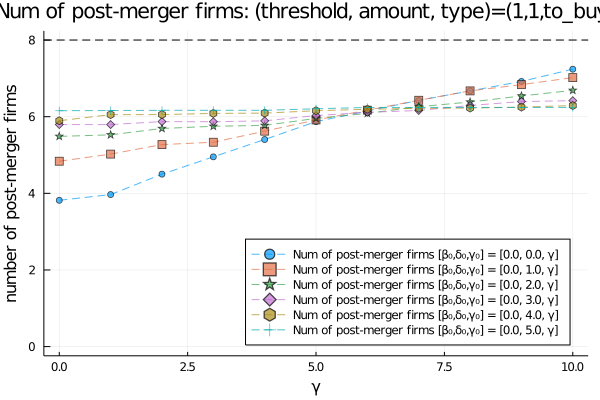 Num of post-merger firms: (threshold, amount, type)=(1,1,to_buy
number of post-merger firms
8
6
4
2
0
Num of post-merger firms [β₀,δ₀,γ₀] = [0.0, 0.0, γ]
Num of post-merger firms [β₀,δ₀,γ₀] = [0.0, 1.0, γ]
Num of post-merger firms [β₀,δ₀,γ₀] = [0.0, 2.0, γ]
Num of post-merger firms [β₀,δ₀,γ₀] = [0.0, 3.0, γ]
Num of post-merger firms [β₀,δ₀,γ₀] = [0.0, 4.0, γ]
Num of post-merger firms [β₀,δ₀,γ₀] = [0.0, 5.0, γ]
0.0 2.5 5.0 7.5 10.0
γ